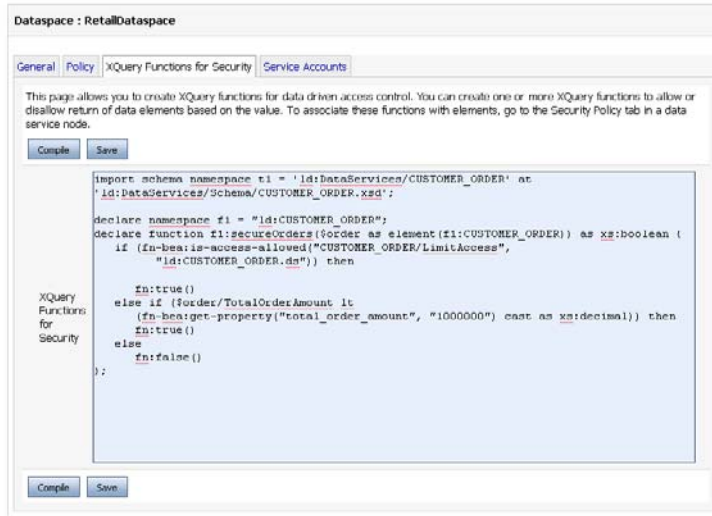 Dataspace : RetailDataspace
General Policy XQuery Functions for Security Service Accounts
This page allows you to create XQuery functions for data driven access control. You can create one or more XQuery functions to allow or
disallow return of data elements based on the value. To associate these functions with elements, go to the Security Policy tab in a data
service node.
Compile Save
XQuery
Functions
for
Security
import schema namespace t1 = 'ld:DataServices/CUSTOMER_ORDER' at
'ld:DataServices/Schema/CUSTOMER_ORDER.xsd';
declare namespace f1 = "ld:CUSTOMER_ORDER";
declare function f1:secureOrders($order as element(f1:CUSTOMER_ORDER)) as xs:boolean {
if (fn-bea:is-access-allowed("CUSTOMER_ORDER/LimitAccess",
"ld:CUSTOMER_ORDER.ds")) then
fn:true()
else if ($order/TotalOrderAmount lt
(fn-bea:get-property("total_order_amount", "1000000") cast as xs:decimal)) then
fn:true()
else
fn:false()
};
Compile Save